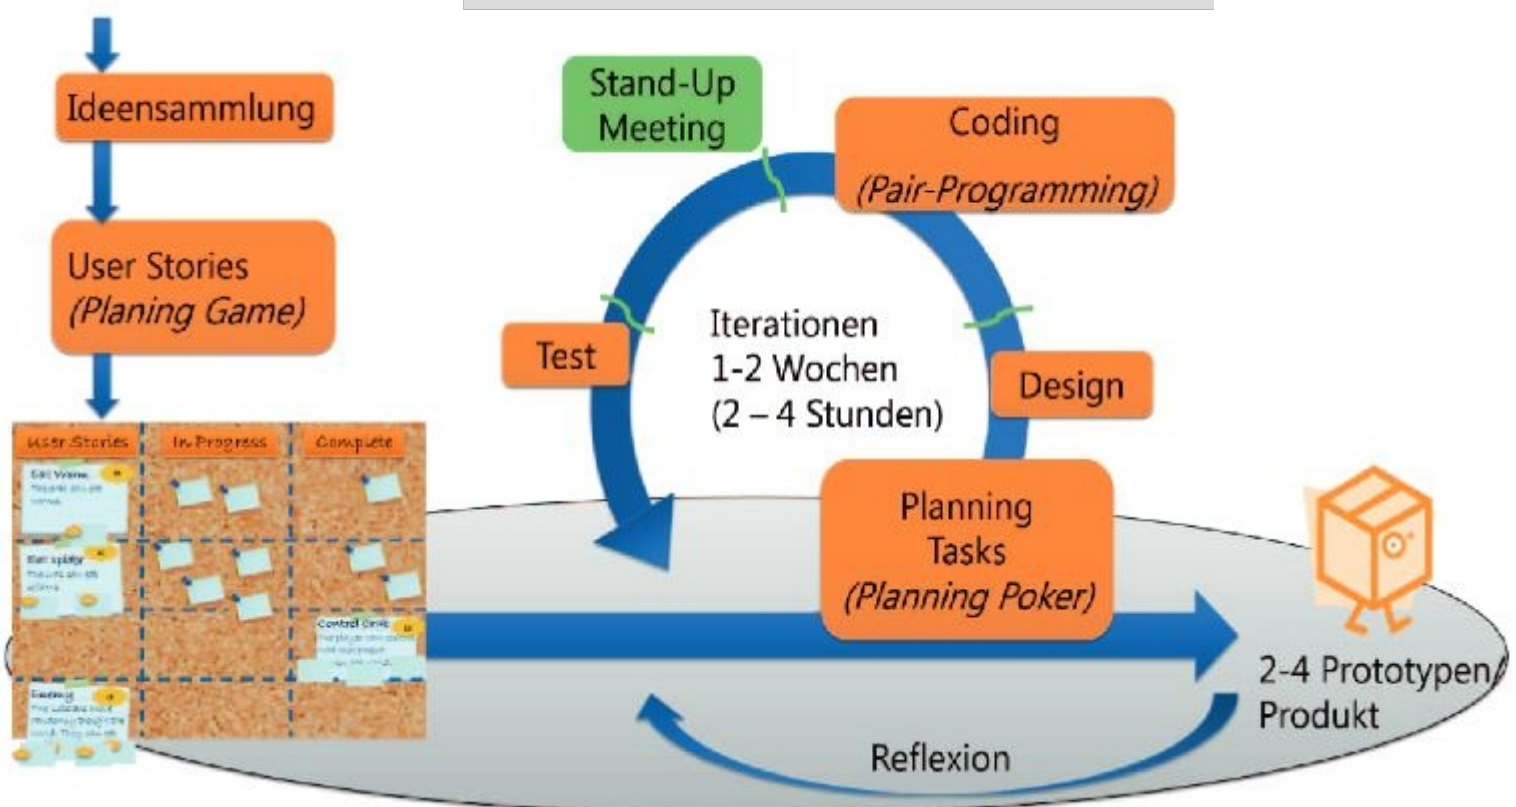 Ideensammlung
User Stories
(Planing Game)
Stand-Up
Meeting
Coding
(Pair-Programming)
Test
Iterationen
1-2 Wochen
(2 – 4 Stunden)
Design
Planning
Tasks
(Planning Poker)
User Stories
In Progress
Complete
2-4 Prototypen/
Produkt
Reflexion